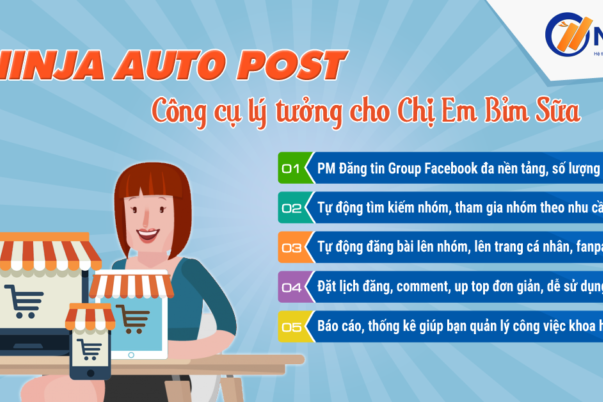 NINJA AUTO POST
Công cụ lý tưởng cho Chị Em Bỉm Sữa
01 PM Đăng tin Group Facebook đa nền tảng, số lượng
02 Tự động tìm kiếm nhóm, tham gia nhóm theo nhu
03 Tự động đăng bài lên nhóm, lên trang cá nhân,
04 Đặt lịch đăng, comment, up top đơn giản, dễ sử dụng
05 Báo cáo, thống kê giúp bạn quản lý công việc khoa